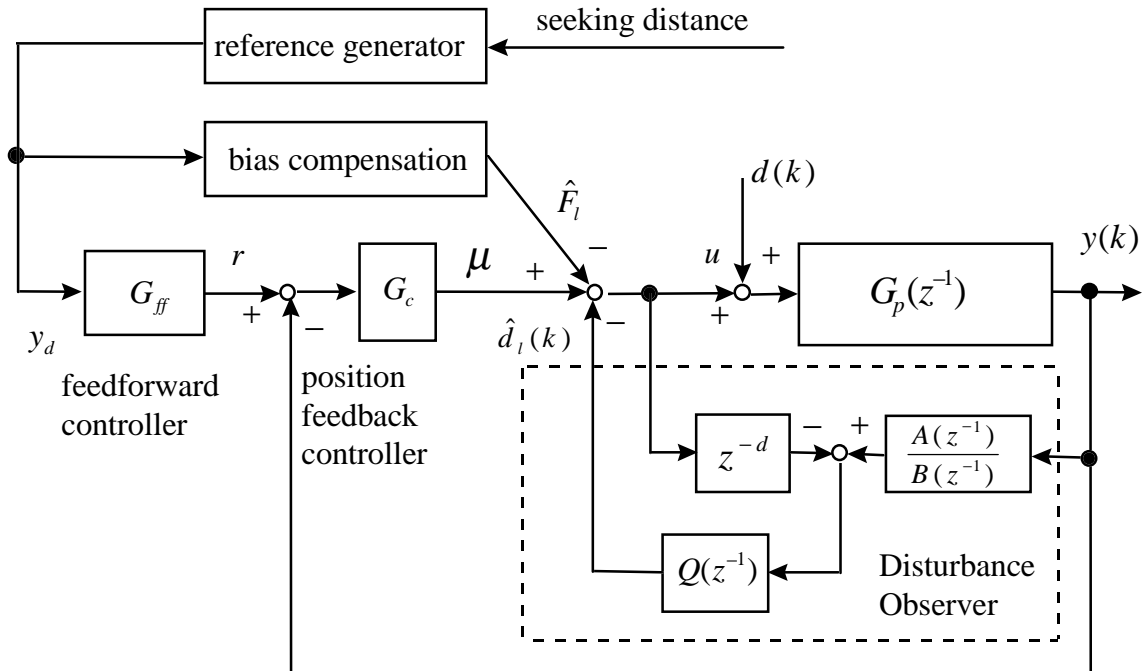 seeking distance
reference generator
bias compensation
F̂_l
d(k)
y(k)
r
μ
u
G_ff
G_c
G_p(z^{-1})
+
−
+
−
−
+
+
y_d
d̂_l(k)
feedforward
controller
position
feedback
controller
z^{-d}
−
+
A(z^{-1})
B(z^{-1})
Q(z^{-1})
Disturbance
Observer